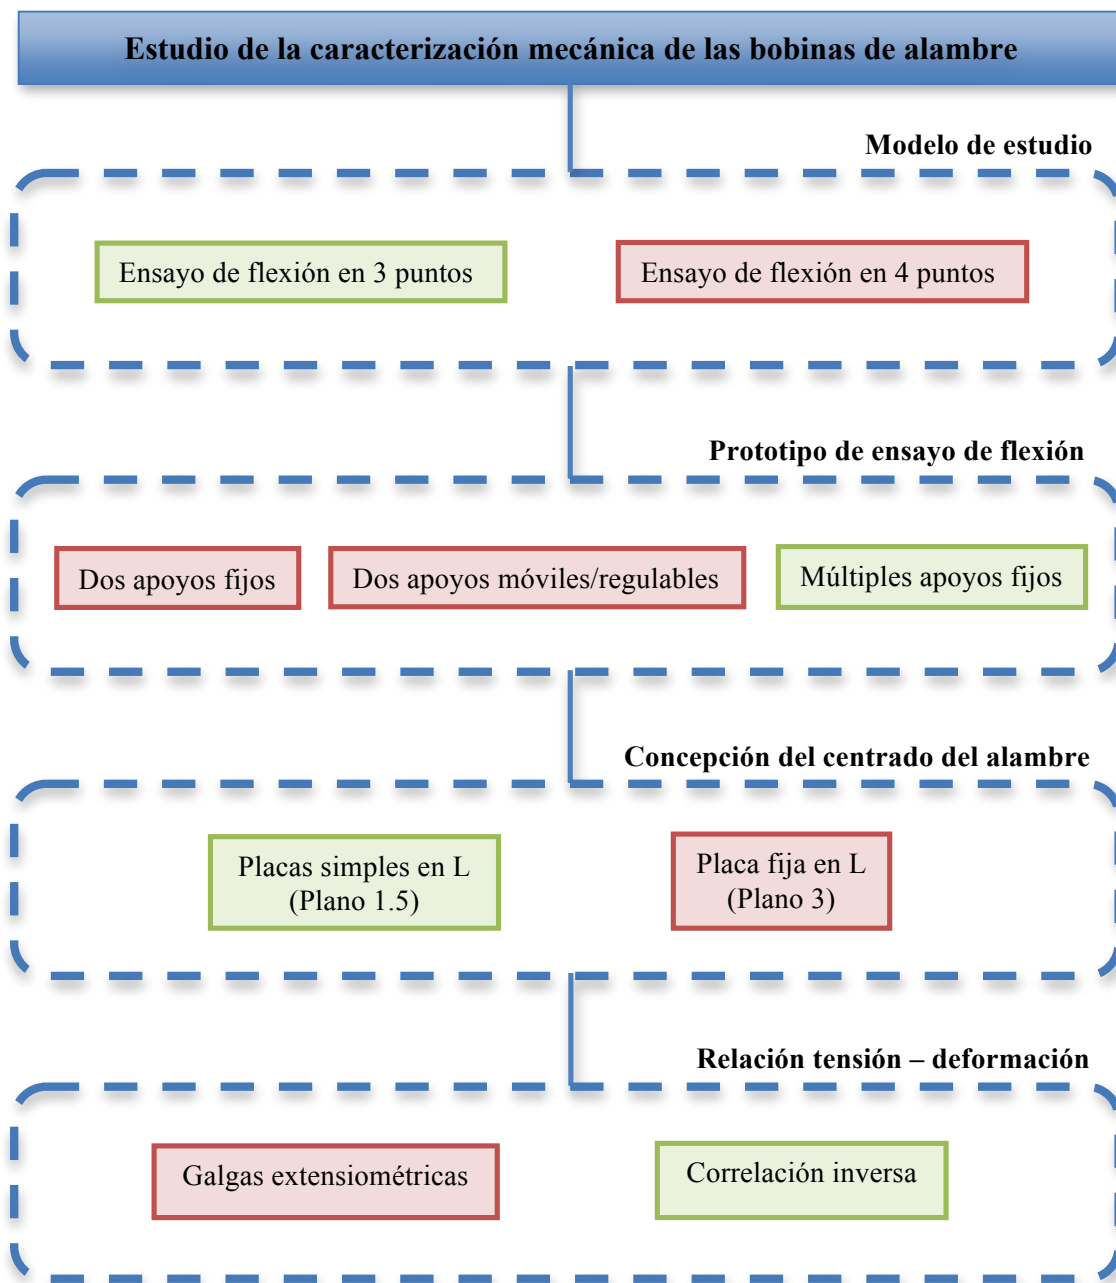 Estudio de la caracterización mecánica de las bobinas de alambre
Modelo de estudio
Ensayo de flexión en 3 puntos
Ensayo de flexión en 4 puntos
Prototipo de ensayo de flexión
Dos apoyos fijos
Dos apoyos móviles/regulables
Múltiples apoyos fijos
Concepción del centrado del alambre
Placas simples en L
(Plano 1.5)
Placa fija en L
(Plano 3)
Relación tensión – deformación
Galgas extensiométricas
Correlación inversa